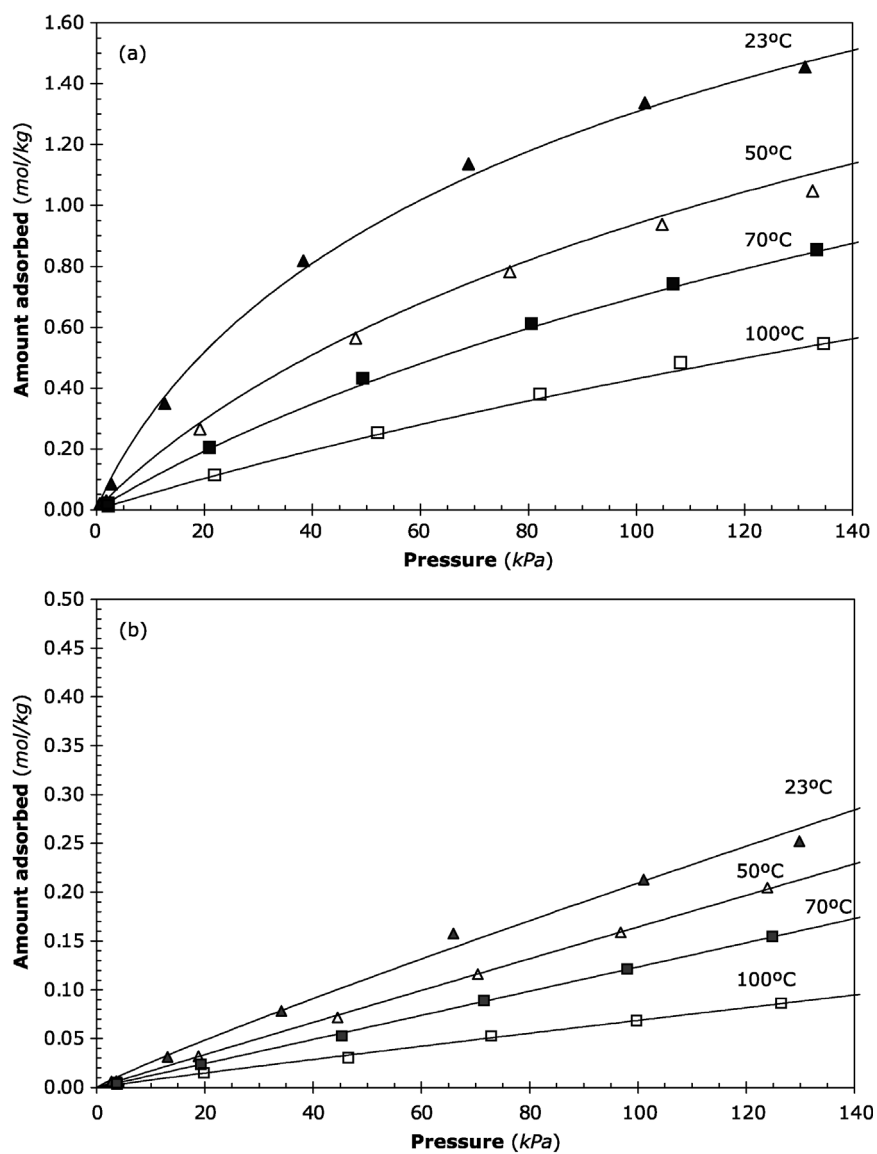 (a)
23ºC
50ºC
70ºC
100ºC
1.60
1.40
1.20
1.00
0.80
0.60
0.40
0.20
0.00
Amount adsorbed (mol/kg)
0 20 40 60 80 100 120 140
Pressure (kPa)
(b)
23ºC
50ºC
70ºC
100ºC
0.50
0.45
0.40
0.35
0.30
0.25
0.20
0.15
0.10
0.05
0.00
Amount adsorbed (mol/kg)
0 20 40 60 80 100 120 140
Pressure (kPa)